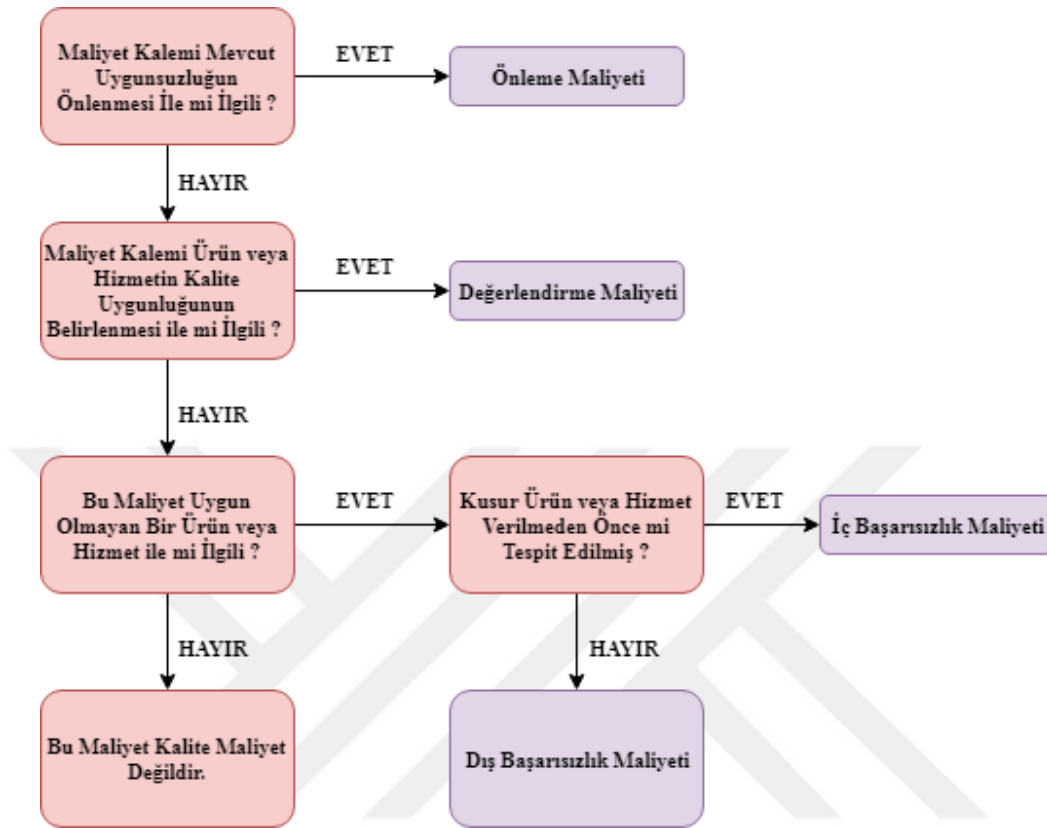 Maliyet Kalemi Mevcut
Uygunsuzluğun
Önlenmesi İle mi İlgili ?
EVET
Önleme Maliyeti
HAYIR
Maliyet Kalemi Ürün veya
Hizmetin Kalite
Uygunluğunun
Belirlenmesi ile mi İlgili ?
EVET
Değerlendirme Maliyeti
HAYIR
Bu Maliyet Uygun
Olmayan Bir Ürün veya
Hizmet ile mi İlgili ?
EVET
Kusur Ürün veya Hizmet
Verilmeden Önce mi
Tespit Edilmiş ?
EVET
İç Başarısızlık Maliyeti
HAYIR
HAYIR
Bu Maliyet Kalite Maliyet
Değildir.
Dış Başarısızlık Maliyeti